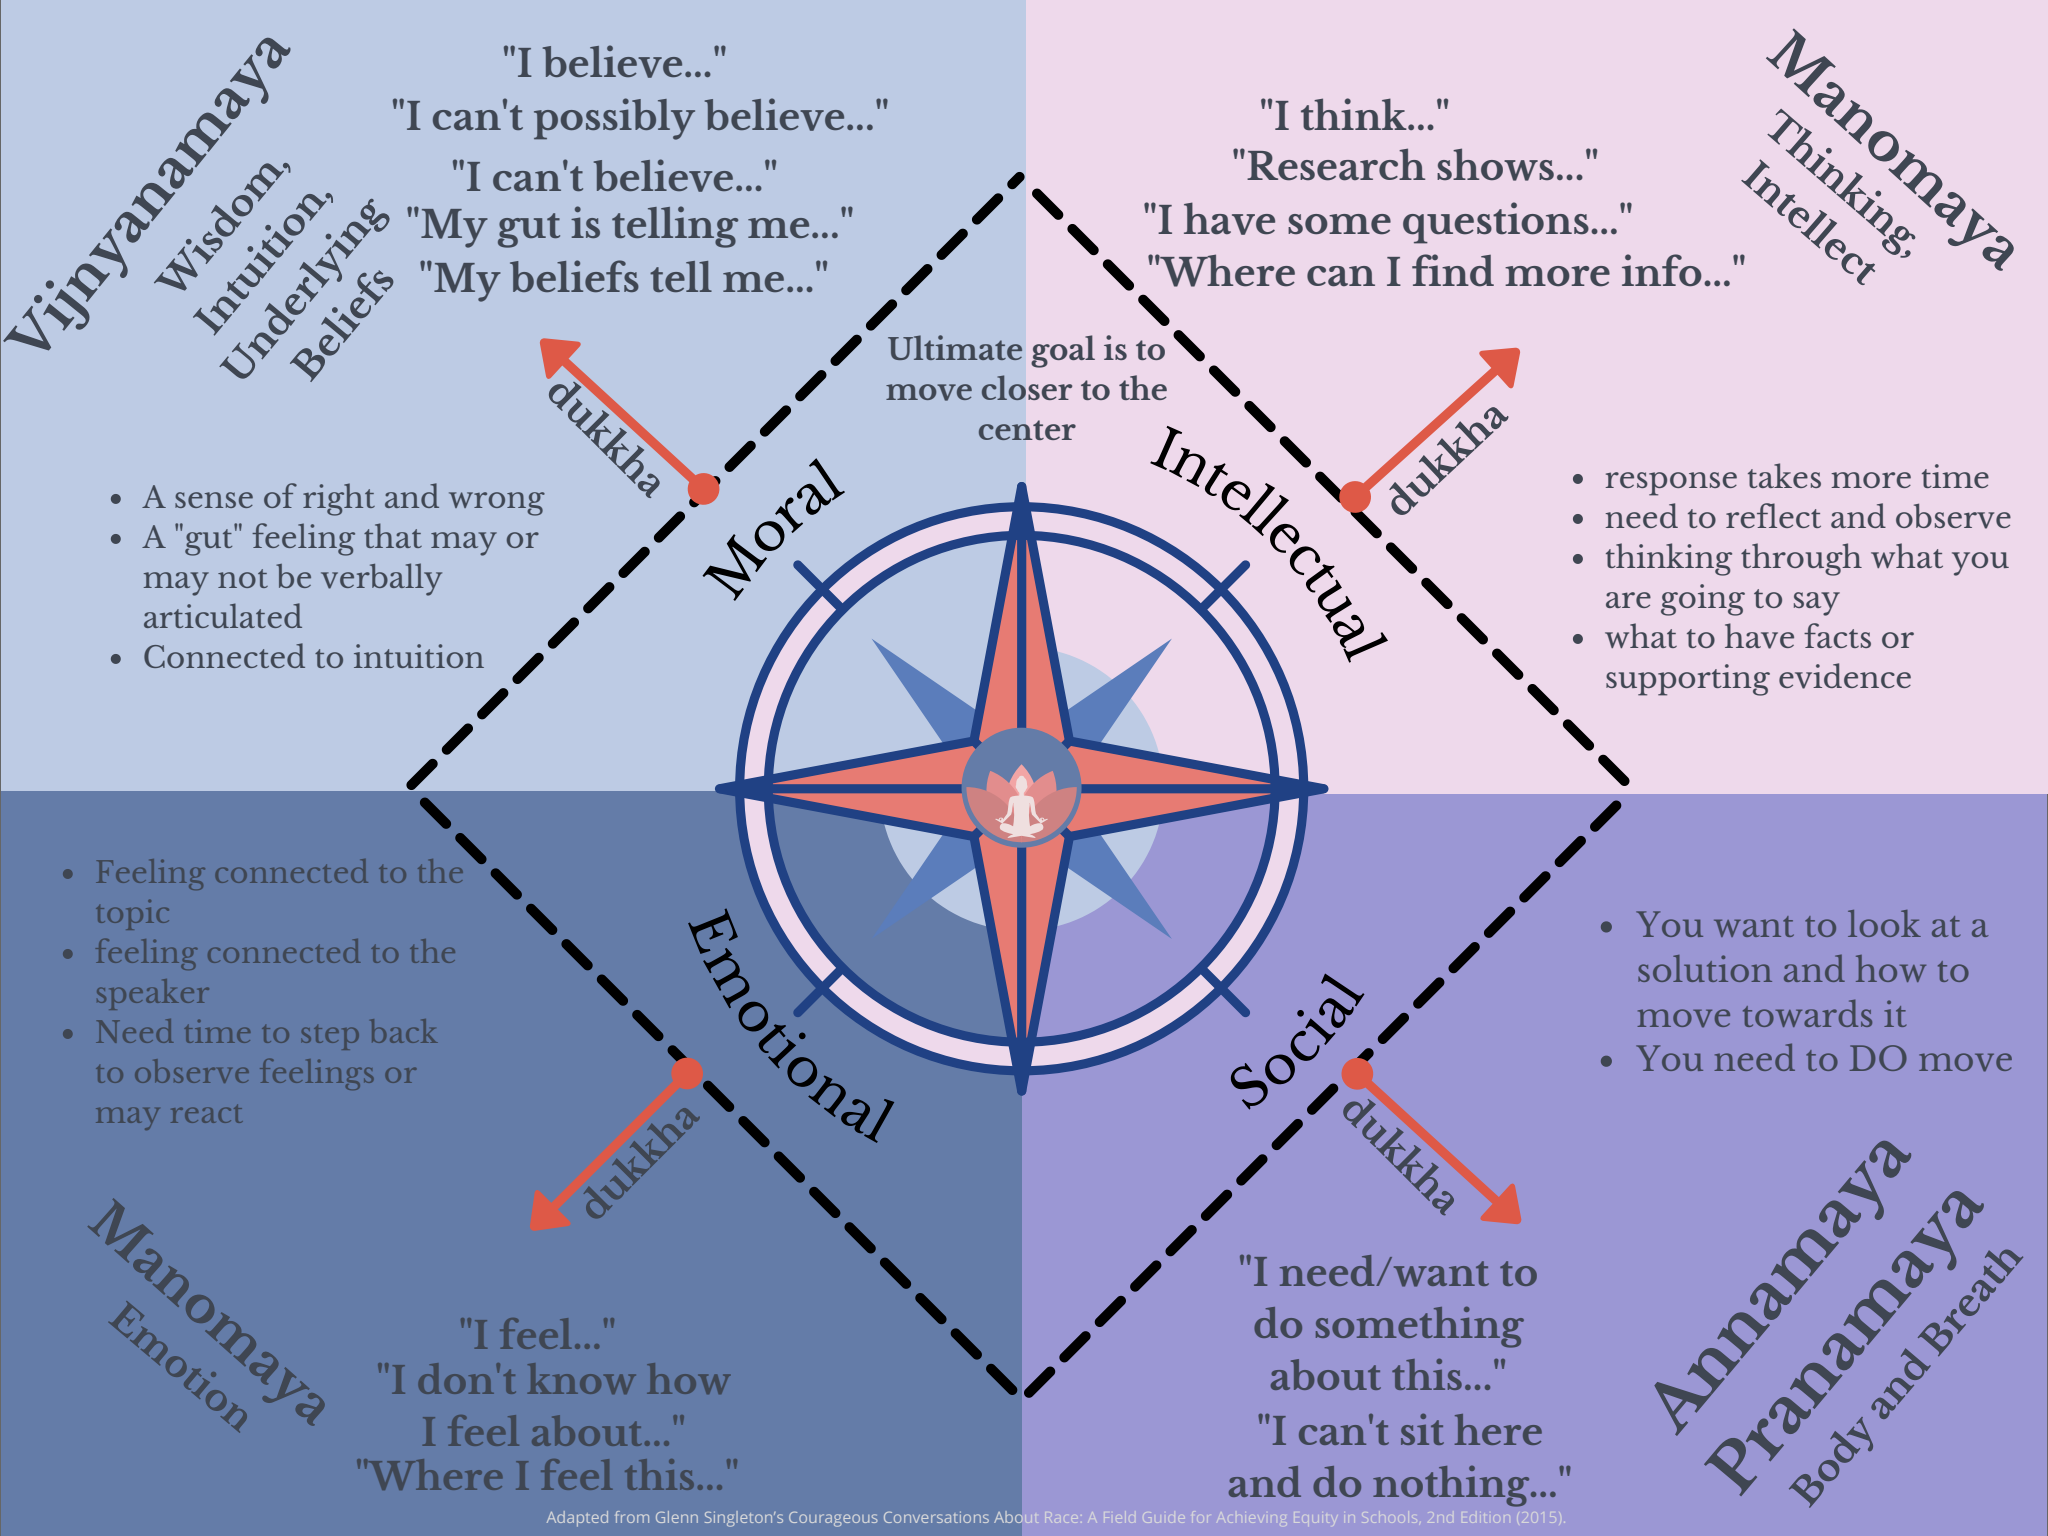 Vijnyanamaya
Wisdom,
Intuition,
Underlying
Beliefs
"I believe..."
"I can't possibly believe..."
"I can't believe..."
"My gut is telling me..."
"My beliefs tell me..."
dukkha
Moral
• A sense of right and wrong
• A "gut" feeling that may or
may not be verbally
articulated
• Connected to intuition
"I think..."
"Research shows..."
"I have some questions..."
"Where can I find more info..."
Manomaya
Thinking,
Intellect
Ultimate goal is to
move closer to the
center
dukkha
Intellectual
• response takes more time
• need to reflect and observe
• thinking through what you
are going to say
• what to have facts or
supporting evidence
• Feeling connected to the
topic
• feeling connected to the
speaker
• Need time to step back
to observe feelings or
may react
Emotional
dukkha
Manomaya
Emotion
"I feel..."
"I don't know how
I feel about..."
"Where I feel this..."
Social
dukkha
• You want to look at a
solution and how to
move towards it
• You need to DO move
"I need/want to
do something
about this..."
"I can't sit here
and do nothing..."
Annamaya
Pranamaya
Body and Breath
Adapted from Glenn Singleton's Courageous Conversations About Race: A Field Guide for Achieving Equity in Schools, 2nd Edition (2015).